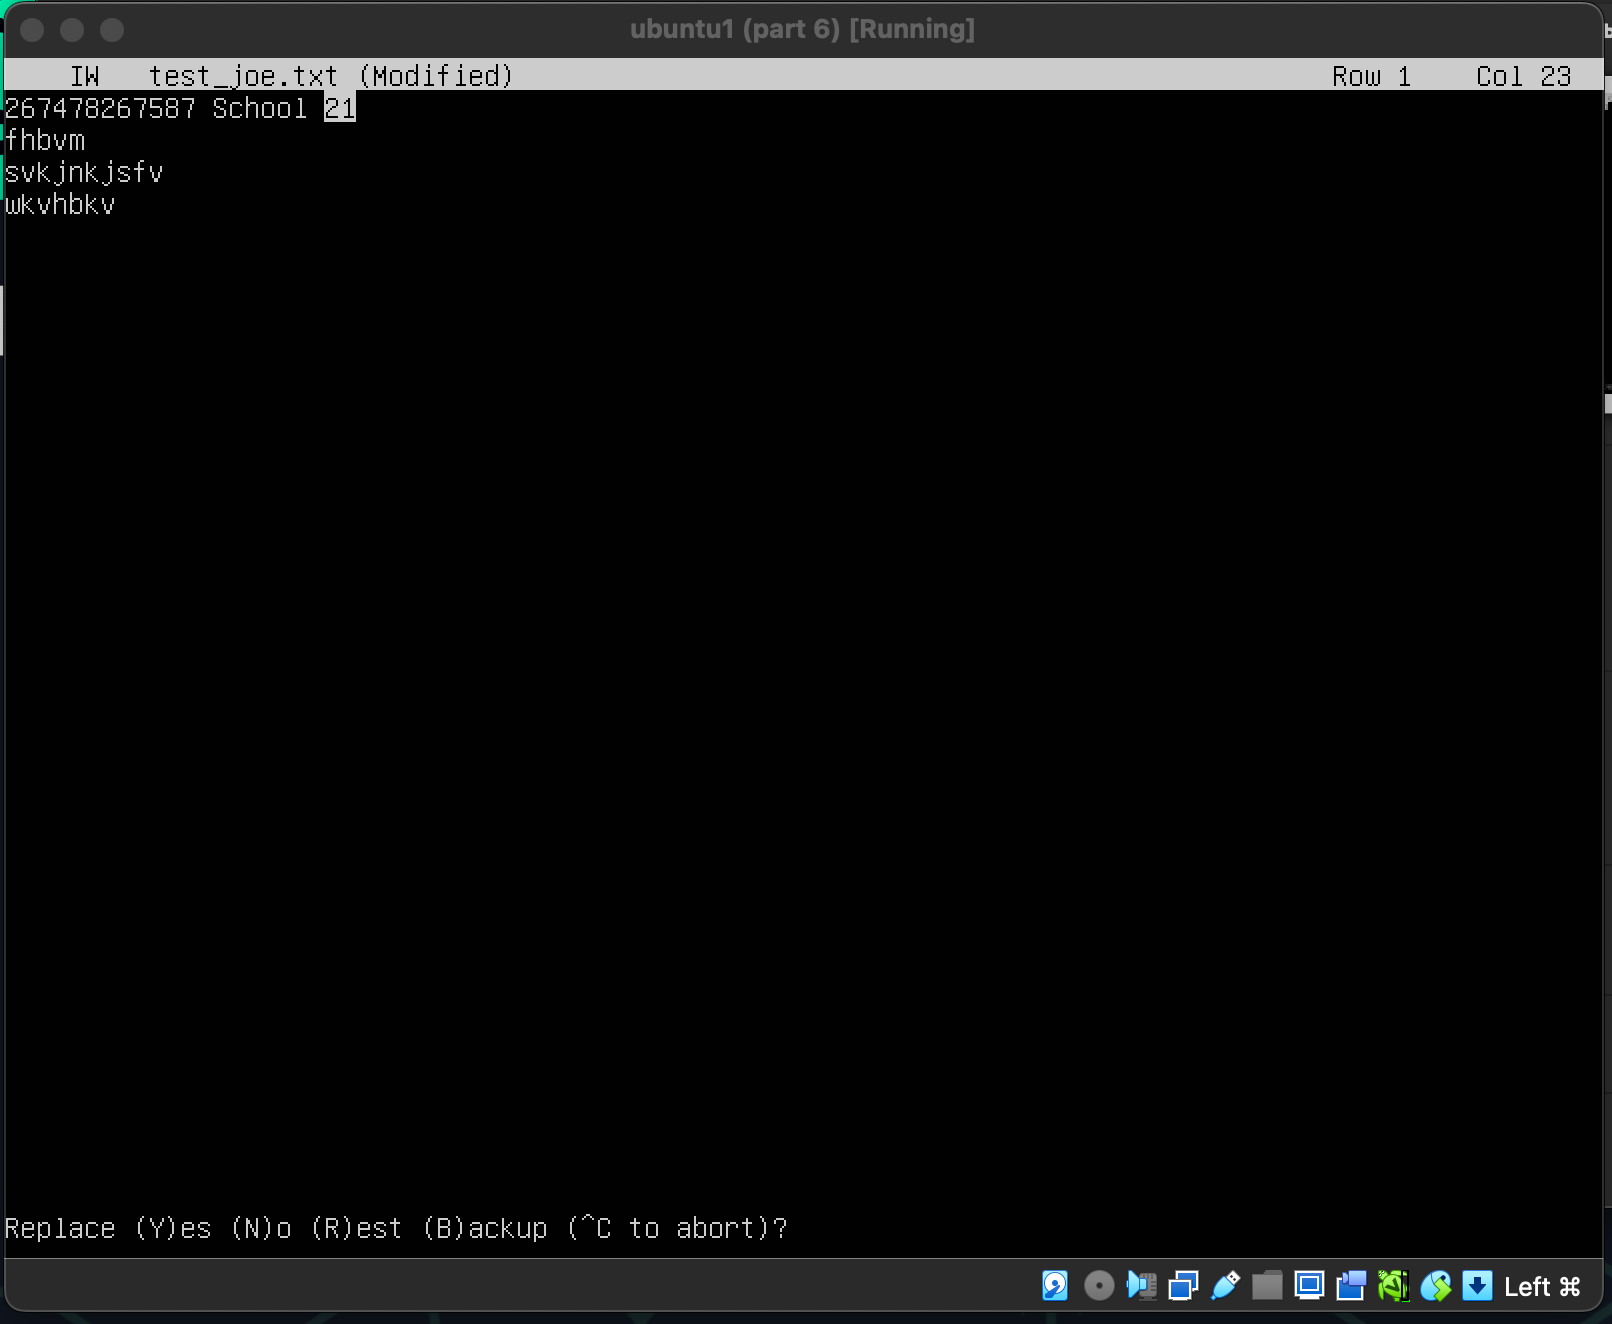 ubuntu1 (part 6) [Running]
IW test_joe.txt (Modified) Row 1 Col 23
267478267587 School 21
fhbvm
svkjnkjsfv
wkvhbkv
Replace (Y)es (N)o (R)est (B)ackup (^C to abort)?
Left ⌘